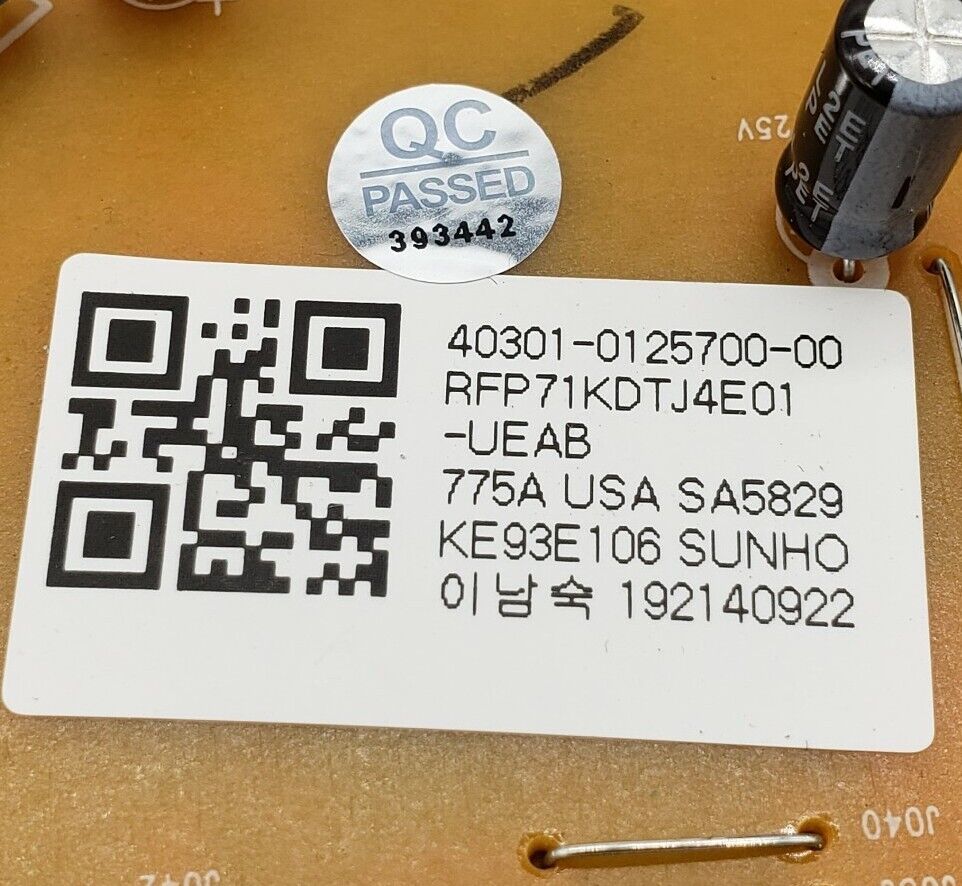 QC
PASSED
393442
25V
40301-0125700-00
RFP71KDTJ4E01
-UEAB
775A USA SA5829
KE93E106 SUNHO
이남숙 192140922
J040